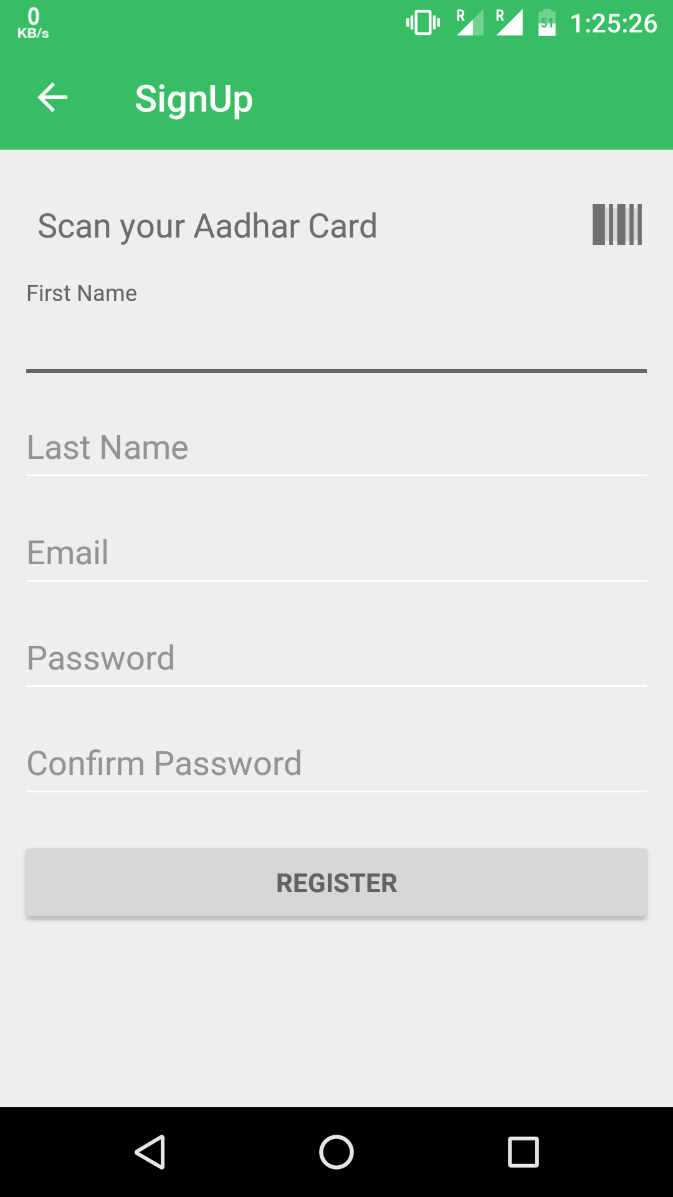 0
KB/s
R R 51 1:25:26
SignUp
Scan your Aadhar Card
First Name
Last Name
Email
Password
Confirm Password
REGISTER